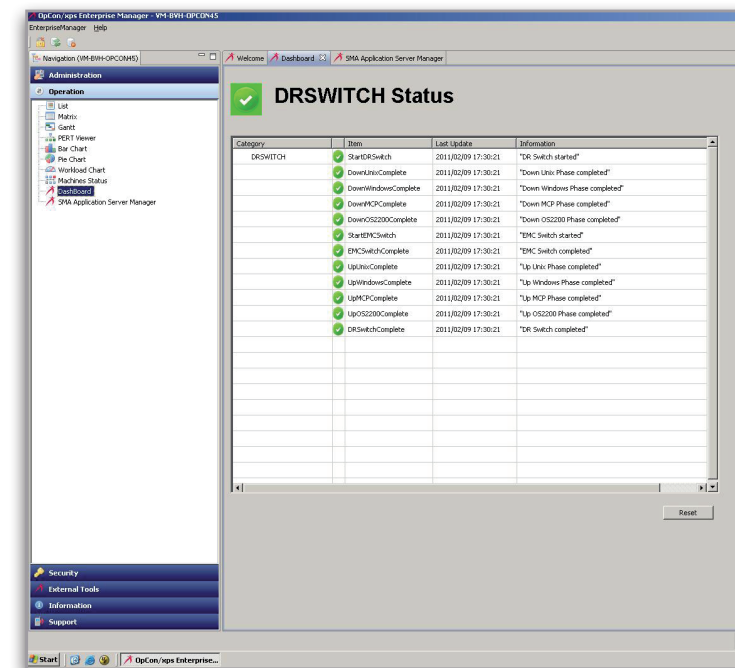 OpCon/xps Enterprise Manager - VM-BVH-OPCON45
EnterpriseManager Help
Navigation (VM-BVH-OPCON45)
Welcome Dashboard SMA Application Server Manager
Administration
Operation
List
Matrix
Gantt
PERT Viewer
Bar Chart
Pie Chart
Workload Chart
Machines Status
DashBoard
SMA Application Server Manager
Security
External Tools
Information
Support
DRSWITCH Status
Category Item Last Update Information
DRSWITCH StartDRSwitch 2011/02/09 17:30:21 "DR Switch started"
DownUnixComplete 2011/02/09 17:30:21 "Down Unix Phase completed"
DownWindowsComplete 2011/02/09 17:30:21 "Down Windows Phase completed"
DownMCPComplete 2011/02/09 17:30:21 "Down MCP Phase completed"
DownOS2200Complete 2011/02/09 17:30:21 "Down OS2200 Phase completed"
StartEMCSwitch 2011/02/09 17:30:21 "EMC Switch started"
EMCSwitchComplete 2011/02/09 17:30:21 "EMC Switch completed"
UpUnixComplete 2011/02/09 17:30:21 "Up Unix Phase completed"
UpWindowsComplete 2011/02/09 17:30:21 "Up Windows Phase completed"
UpMCPComplete 2011/02/09 17:30:21 "Up MCP Phase completed"
UpOS2200Complete 2011/02/09 17:30:21 "Up OS2200 Phase completed"
DRSwitchComplete 2011/02/09 17:30:21 "DR Switch completed"
Reset
Start OpCon/xps Enterprise...